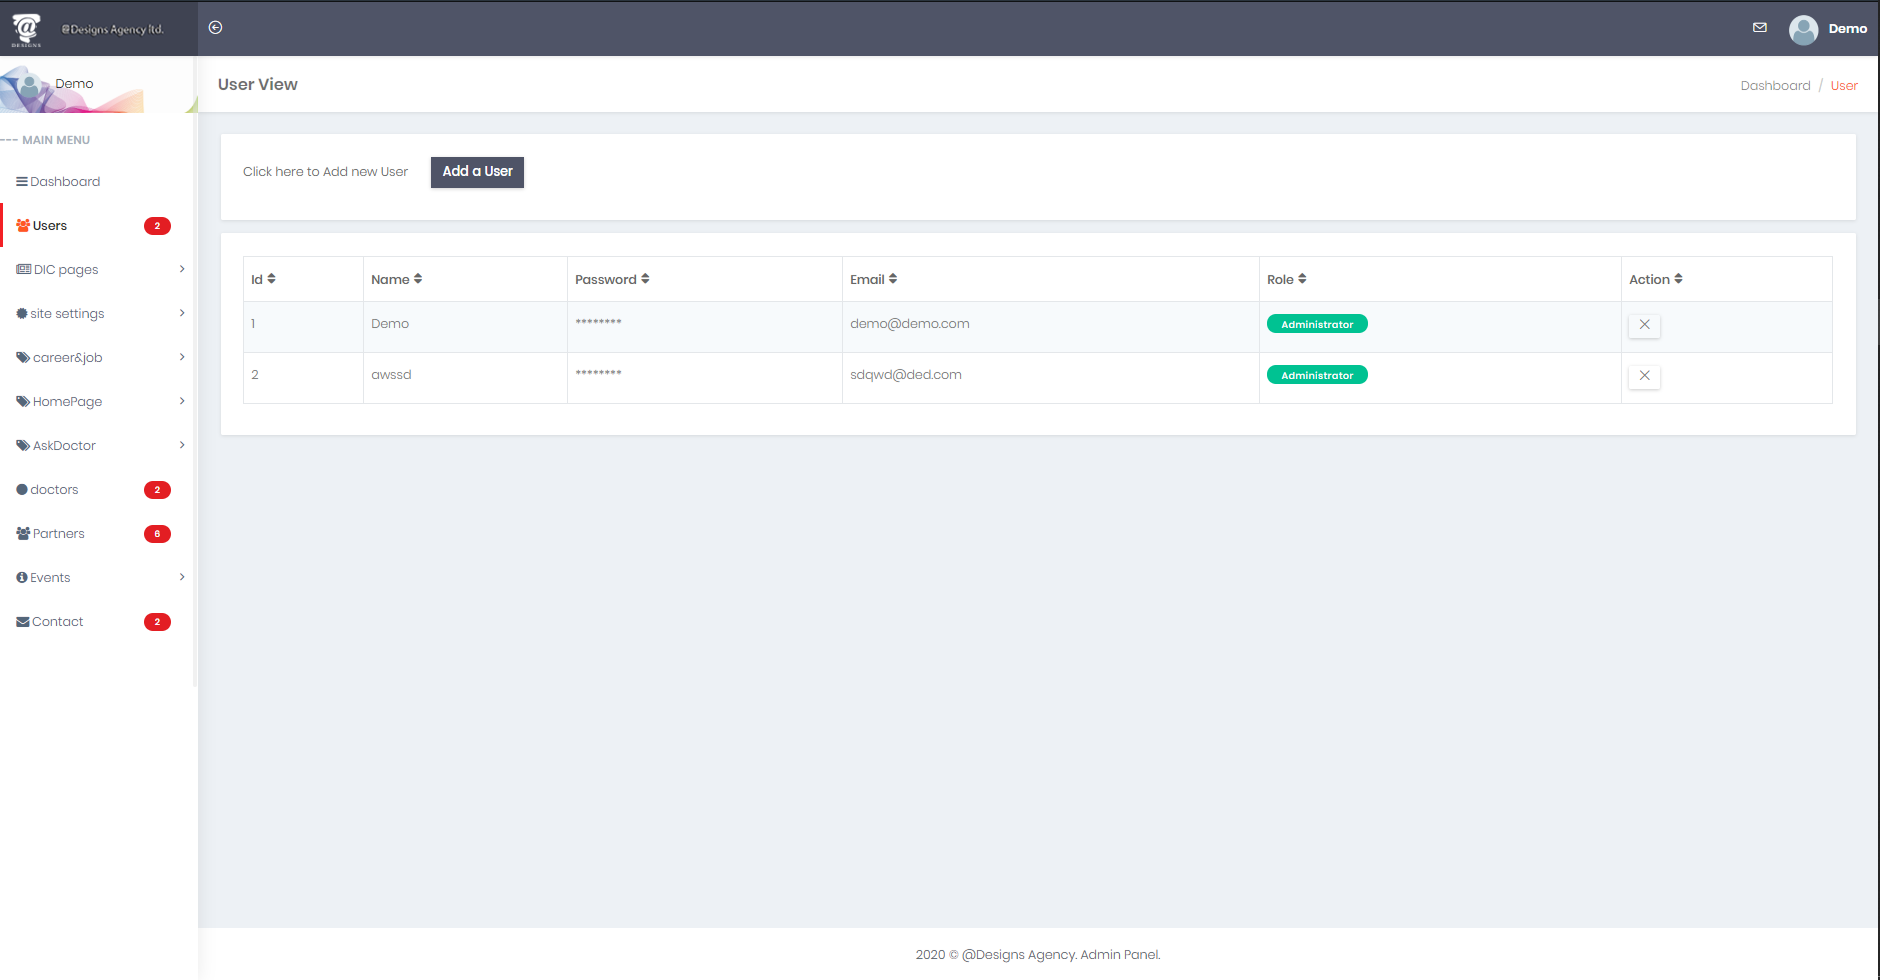 DESIGNS
@Designs Agency ltd.
Demo
Demo
User View
Dashboard / User
--- MAIN MENU
Dashboard
Users 2
DIC pages
site settings
career&job
HomePage
AskDoctor
doctors 2
Partners 6
Events
Contact 2
Click here to Add new User Add a User
Id Name Password Email Role Action
1 Demo ******** demo@demo.com Administrator
2 awssd ******** sdqwd@ded.com Administrator
2020 © @Designs Agency. Admin Panel.